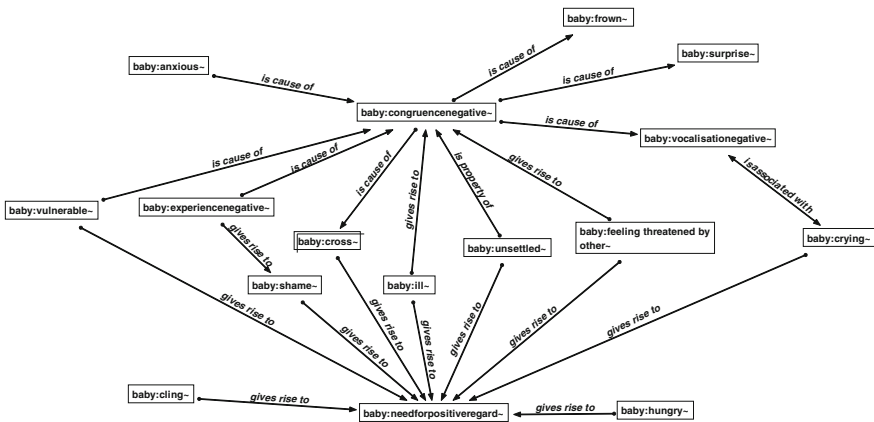 baby:frown~
baby:surprise~
baby:anxious~
is cause of
is cause of
is cause of
baby:congruencenegative~
is cause of
baby:vocalisationegative~
is cause of
is cause of
is cause of
gives rise to
is property of
gives rise to
is associated with
baby:vulnerable~
baby:experiencenegative~
baby:cross~
baby:unsettled~
baby:feeling threatened by
other~
baby:crying~
gives rise to
baby:shame~
baby:ill~
gives rise to
gives rise to
gives rise to
gives rise to
gives rise to
gives rise to
gives rise to
baby:cling~
gives rise to
baby:needforpositiveregard~
gives rise to
baby:hungry~